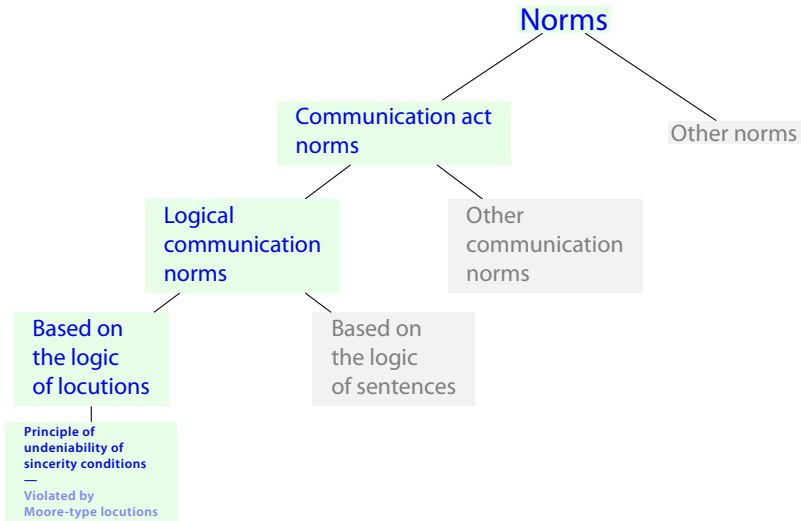 Norms
Communication act
norms
Other norms
Logical
communication
norms
Other
communication
norms
Based on
the logic
of locutions
Based on
the logic
of sentences
Principle of
undeniability of
sincerity conditions
—
Violated by
Moore-type locutions